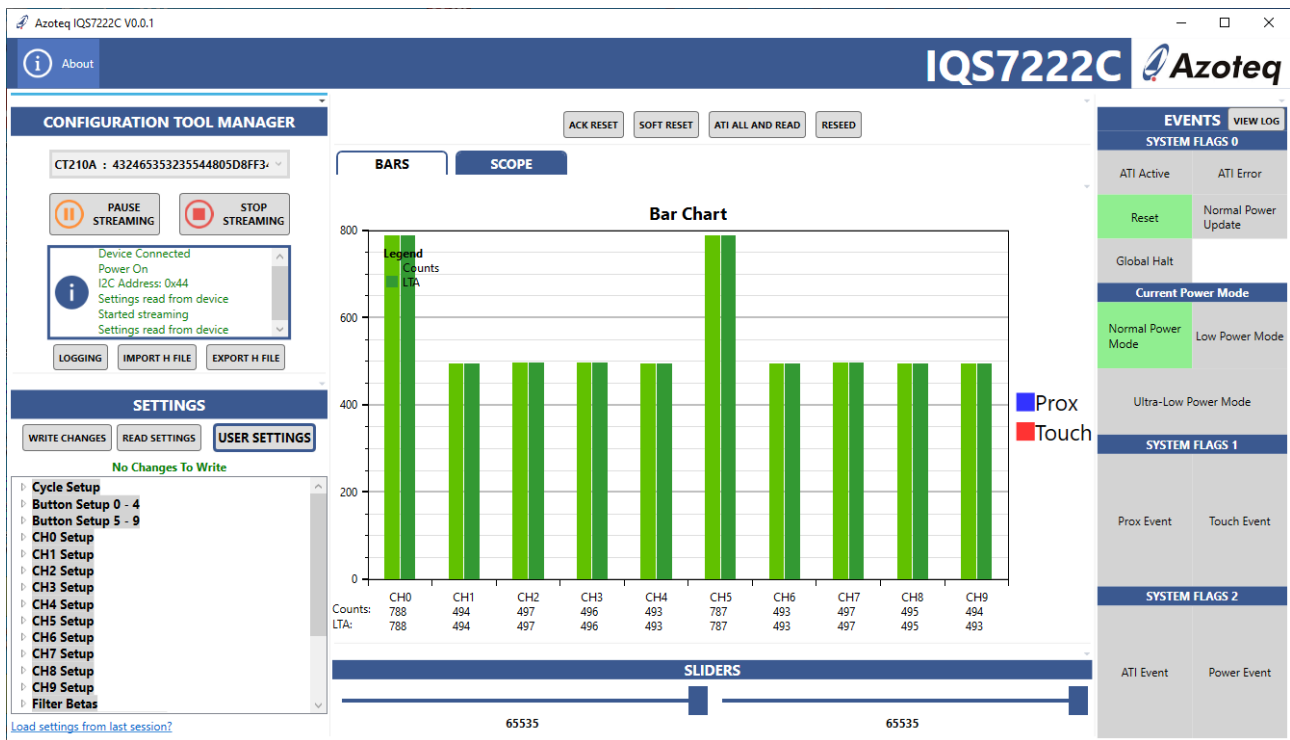 Azoteq IQS7222C V0.0.1
About
IQS7222C
Azoteq
CONFIGURATION TOOL MANAGER
CT210A : 432465353235544805D8FF34
PAUSE
STREAMING
STOP
STREAMING
Device Connected
Power On
I2C Address: 0x44
Settings read from device
Started streaming
Settings read from device
LOGGING
IMPORT H FILE
EXPORT H FILE
SETTINGS
WRITE CHANGES
READ SETTINGS
USER SETTINGS
No Changes To Write
Cycle Setup
Button Setup 0 - 4
Button Setup 5 - 9
CH0 Setup
CH1 Setup
CH2 Setup
CH3 Setup
CH4 Setup
CH5 Setup
CH6 Setup
CH7 Setup
CH8 Setup
CH9 Setup
Filter Betas
Load settings from last session?
ACK RESET
SOFT RESET
ATI ALL AND READ
RESEED
BARS
SCOPE
Bar Chart
Legend
Counts
LTA
800
600
400
200
0
CH0 CH1 CH2 CH3 CH4 CH5 CH6 CH7 CH8 CH9
Counts: 788 494 497 496 493 787 493 497 495 494
LTA: 788 494 497 496 493 787 493 497 495 493
Prox
Touch
SLIDERS
65535
65535
EVENTS
VIEW LOG
SYSTEM FLAGS 0
ATI Active
ATI Error
Reset
Normal Power
Update
Global Halt
Current Power Mode
Normal Power
Mode
Low Power Mode
Ultra-Low Power Mode
SYSTEM FLAGS 1
Prox Event
Touch Event
SYSTEM FLAGS 2
ATI Event
Power Event